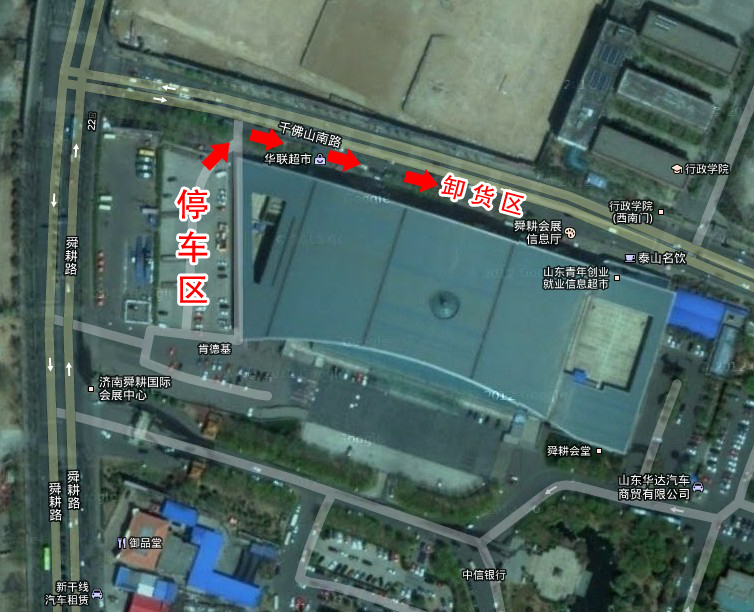 22
千佛山南路
华联超市
停车区
卸货区
行政学院
行政学院
(西南门)
舜耕会展
信息厅
泰山名饮
舜耕路
山东青年创业
就业信息超市
肯德基
济南舜耕国际
会展中心
舜耕会堂
山东华达汽车
商贸有限公司
舜耕路
舜耕路
御品堂
中信银行
新干线
汽车租赁